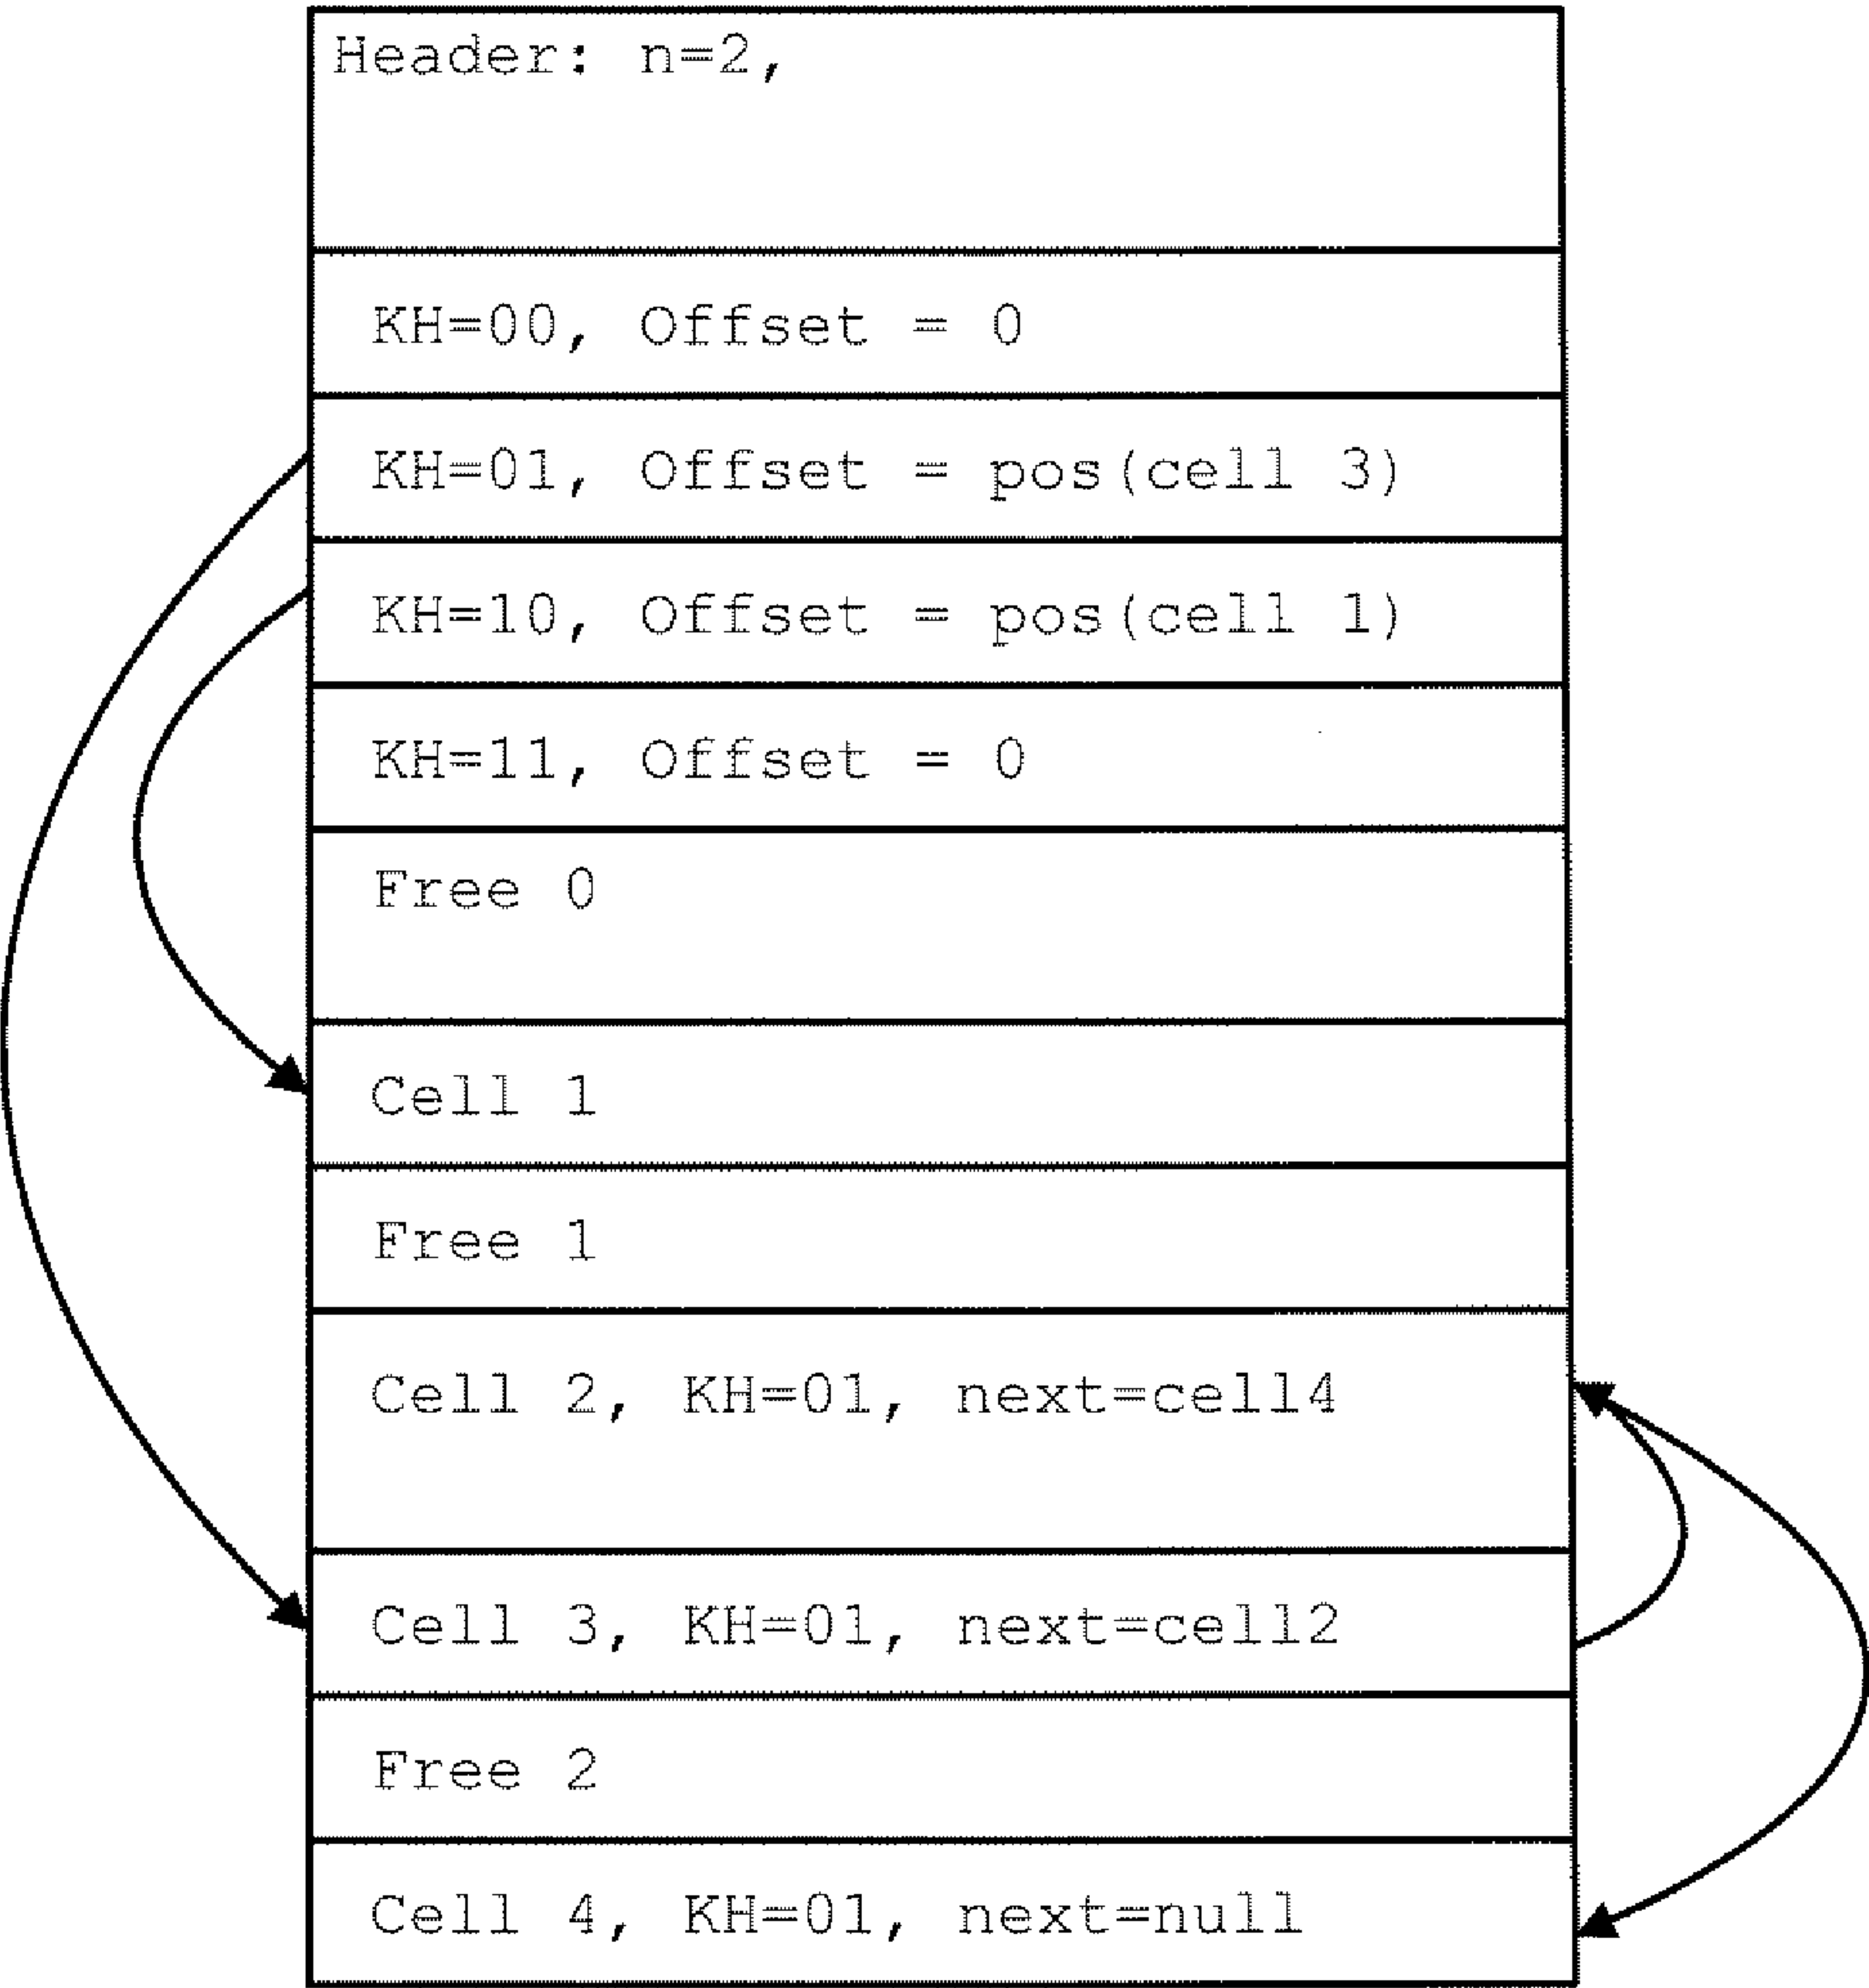 Header: n=2,
KH=00, Offset = 0
KH=01, Offset = pos(cell 3)
KH=10, Offset = pos(cell 1)
KH=11, Offset = 0
Free 0
Cell 1
Free 1
Cell 2, KH=01, next=cell4
Cell 3, KH=01, next=cell2
Free 2
Cell 4, KH=01, next=null